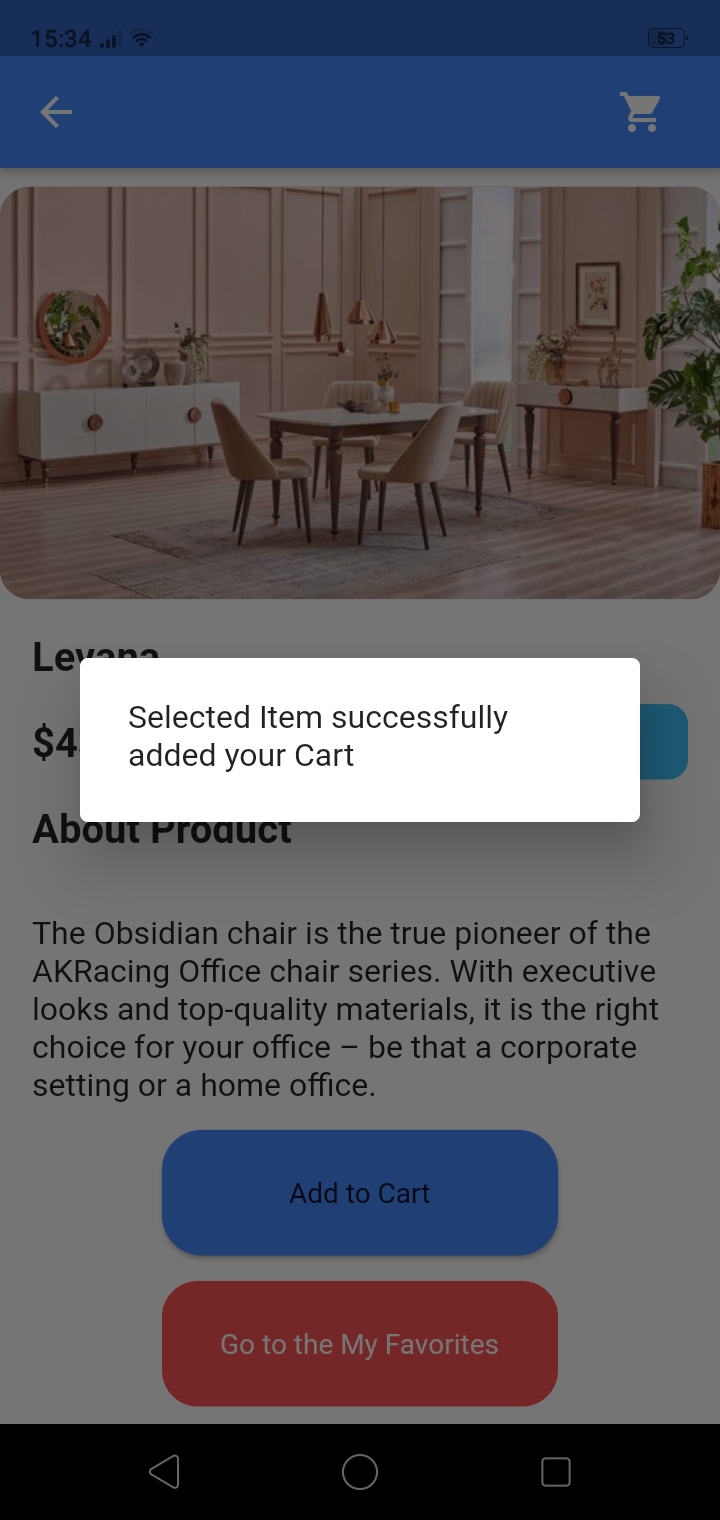 15:34
53
Levana
$4
Selected Item successfully
added your Cart
About Product
The Obsidian chair is the true pioneer of the
AKRacing Office chair series. With executive
looks and top-quality materials, it is the right
choice for your office – be that a corporate
setting or a home office.
Add to Cart
Go to the My Favorites